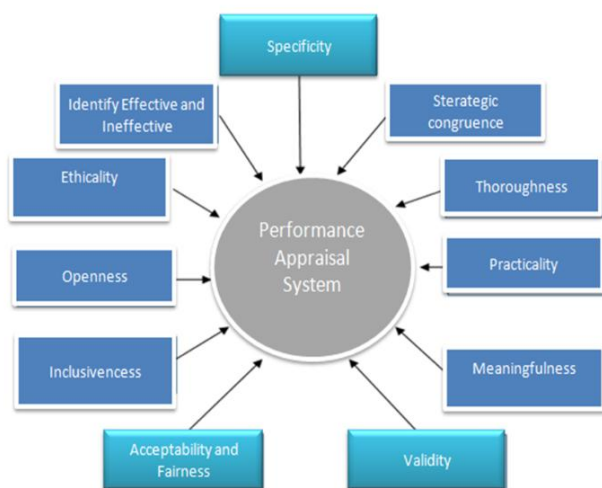 Specificity
Identify Effective and
Ineffective
Sterategic
congruence
Ethicality
Thoroughness
Performance
Appraisal
System
Openness
Practicality
Inclusivencess
Meaningfulness
Acceptability and
Fairness
Validity